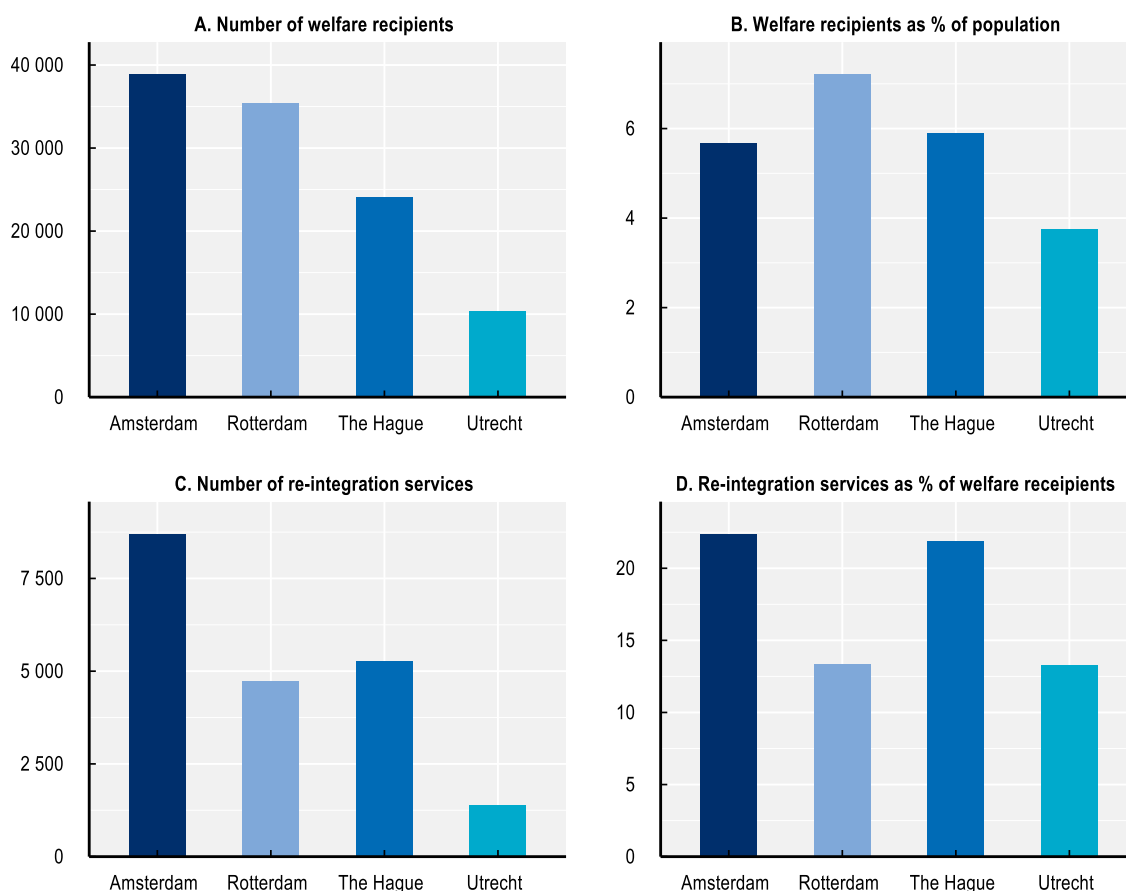 A. Number of welfare recipients
40 000
30 000
20 000
10 000
0
Amsterdam Rotterdam The Hague Utrecht
B. Welfare recipients as % of population
6
4
2
0
Amsterdam Rotterdam The Hague Utrecht
C. Number of re-integration services
7 500
5 000
2 500
0
Amsterdam Rotterdam The Hague Utrecht
D. Re-integration services as % of welfare receipients
20
15
10
5
0
Amsterdam Rotterdam The Hague Utrecht